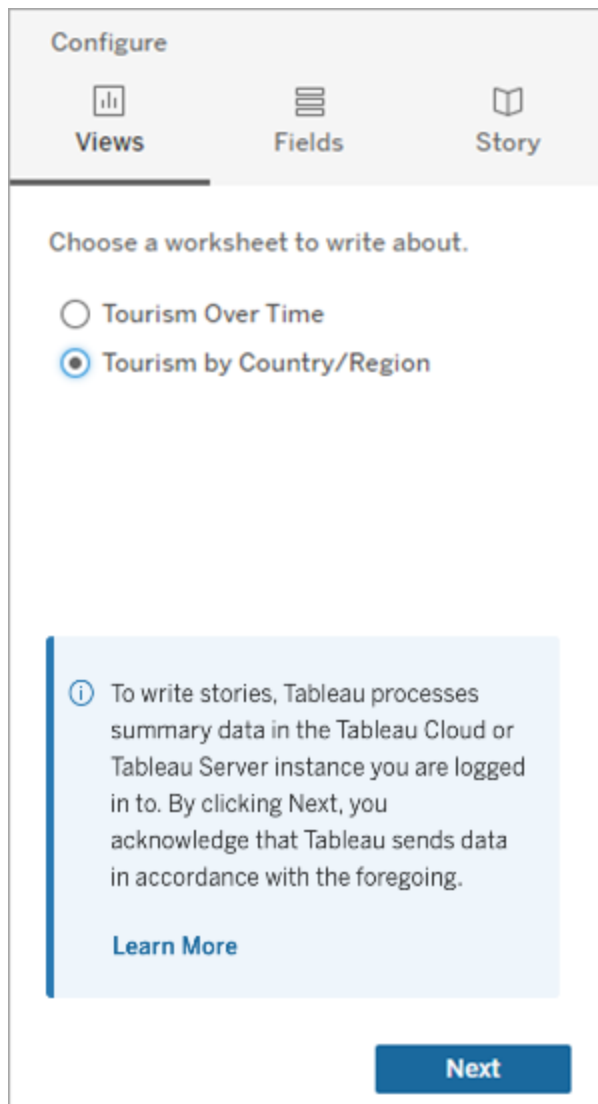 Configure
Views Fields Story
Choose a worksheet to write about.
Tourism Over Time
Tourism by Country/Region
To write stories, Tableau processes
summary data in the Tableau Cloud or
Tableau Server instance you are logged
in to. By clicking Next, you
acknowledge that Tableau sends data
in accordance with the foregoing.
Learn More
Next